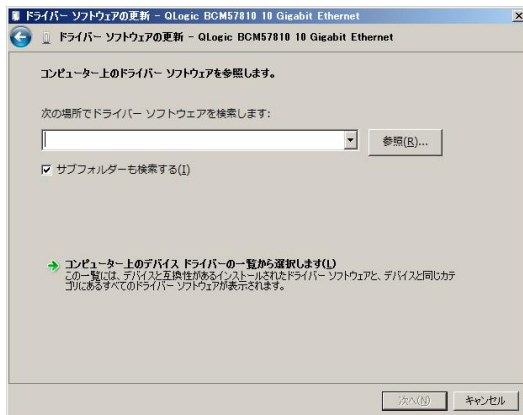 ドライバー ソフトウェアの更新 - QLogic BCM57810 10 Gigabit Ethernet
ドライバー ソフトウェアの更新 - QLogic BCM57810 10 Gigabit Ethernet
コンピューター上のドライバー ソフトウェアを参照します。
次の場所でドライバー ソフトウェアを検索します:
参照(R)...
サブフォルダーも検索する(I)
コンピューター上のデバイス ドライバーの一覧から選択します(L)
この一覧には、デバイスと互換性があるインストールされたドライバー ソフトウェアと、デバイスと同じカテ
ゴリにあるすべてのドライバー ソフトウェアが表示されます。
次へ(N)
キャンセル